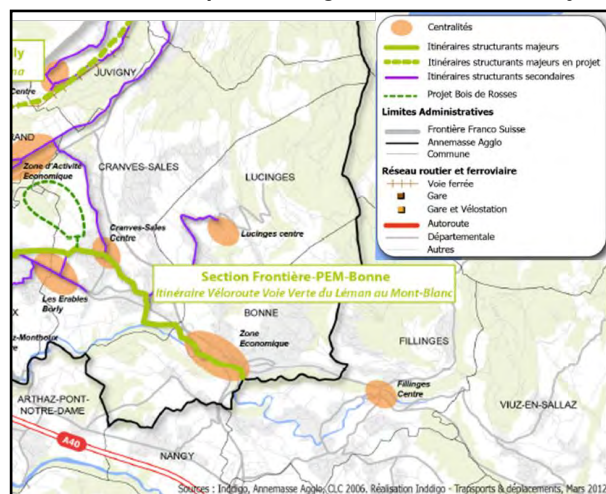 Centralités
Itinéraires structurants majeurs
Itinéraires structurants majeurs en projet
Itinéraires structurants secondaires
Projet Bois de Rosses
Limites Administratives
Frontière Franco Suisse
Annemasse Agglo
Commune
Réseau routier et ferroviaire
Voie ferrée
Gare
Gare et Vélostation
Autoroute
Départementale
Autres
JUVIGNY
Centre
Zone d'Activité
Economique
CRANVES-SALES
LUCINGES
Cranves-Sales
Centre
Lucinges centre
Section Frontière-PEM-Bonne
Itinéraire Véloroute Voie Verte du Léman au Mont-Blanc
Les Erables
Borly
BONNE
Zone
Economique
FILLINGES
Fillinges
Centre
ARTHAZ-PONT-
NOTRE-DAME
VIUZ-EN-SALLAZ
A40
NANGY
Sources : Inddigo, Annemasse Agglo, CLC 2006, Réalisation Inddigo - Transports & déplacements, Mars 2012